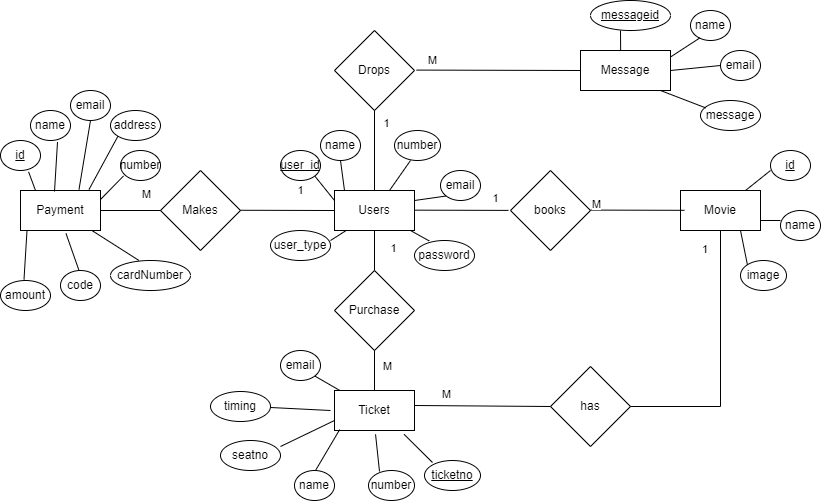 messageid
name
M
Drops
Message
email
email
name
address
message
1
id
number
name
number
user_id
id
email
M
1
1
M
Payment
Makes
Users
books
Movie
name
user_type
1
1
password
amount
code
cardNumber
image
Purchase
email
M
M
timing
Ticket
has
seatno
name
number
ticketno